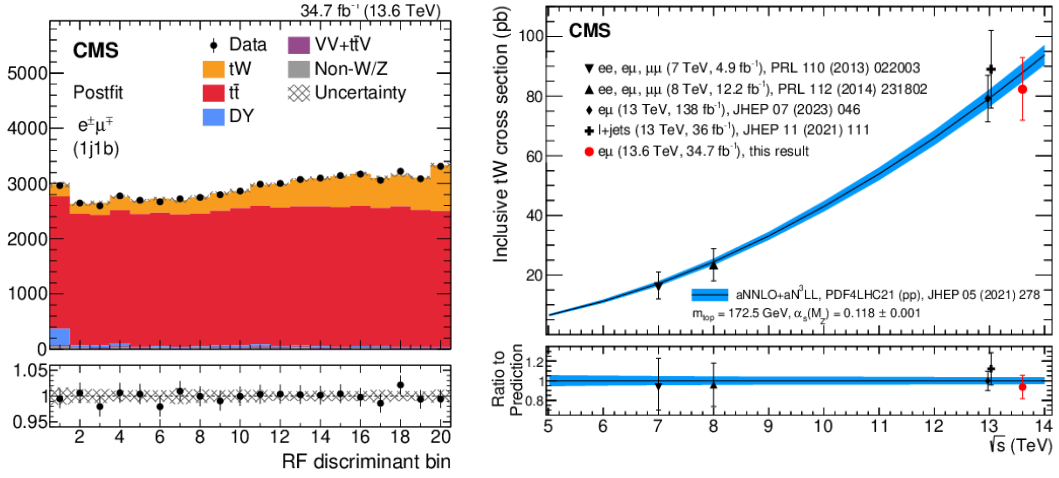 34.7 fb⁻¹ (13.6 TeV)
CMS
Postfit
e±μ∓
(1j1b)
Data
tW
tt̄
DY
VV+tt̄V
Non-W/Z
Uncertainty
5000
4000
3000
2000
1000
0
1.05
1
0.95
2 4 6 8 10 12 14 16 18 20
RF discriminant bin
Inclusive tW cross section (pb)
100
80
60
40
20
CMS
ee, eμ, μμ (7 TeV, 4.9 fb⁻¹), PRL 110 (2013) 022003
ee, eμ, μμ (8 TeV, 12.2 fb⁻¹), PRL 112 (2014) 231802
eμ (13 TeV, 138 fb⁻¹), JHEP 07 (2023) 046
l+jets (13 TeV, 36 fb⁻¹), JHEP 11 (2021) 111
eμ (13.6 TeV, 34.7 fb⁻¹), this result
aNNLO+aN³LL, PDF4LHC21 (pp), JHEP 05 (2021) 278
m_top = 172.5 GeV, α_s(M_Z) = 0.118 ± 0.001
Ratio to
Prediction
1.2
1
0.8
5 6 7 8 9 10 11 12 13 14
√s (TeV)